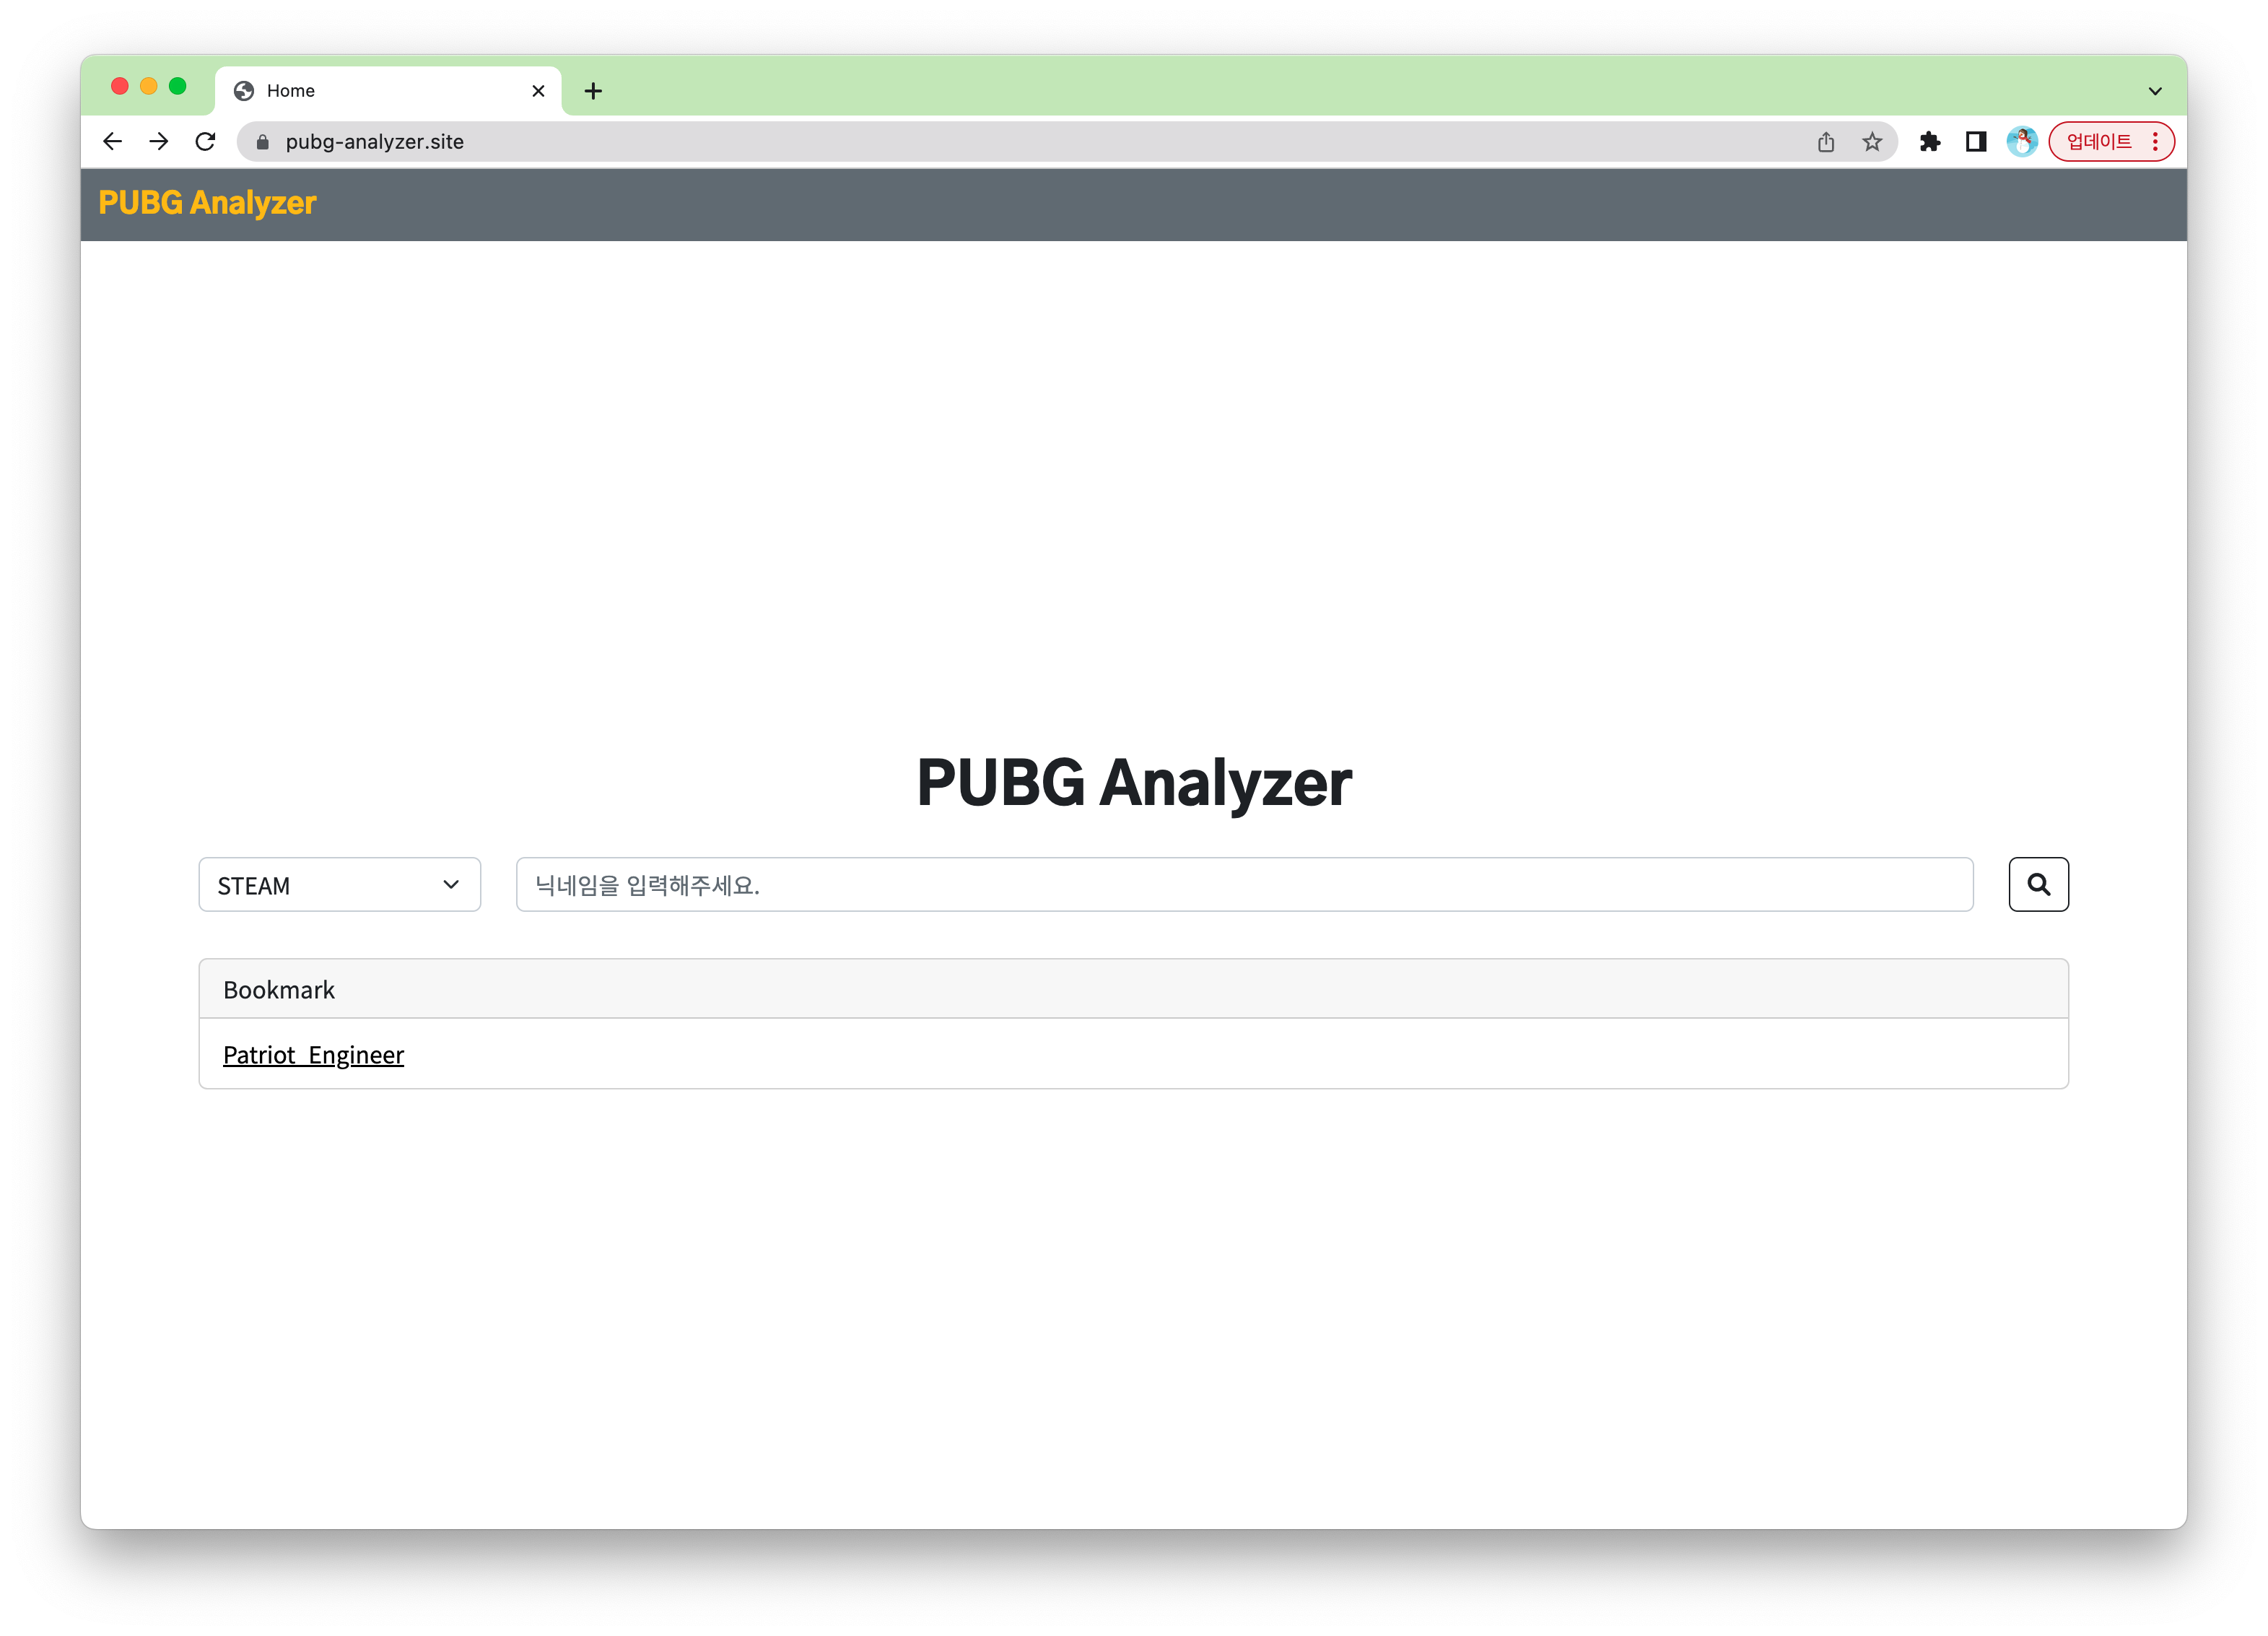 Home
pubg-analyzer.site
업데이트
PUBG Analyzer
PUBG Analyzer
STEAM
닉네임을 입력해주세요.
Bookmark
Patriot_Engineer